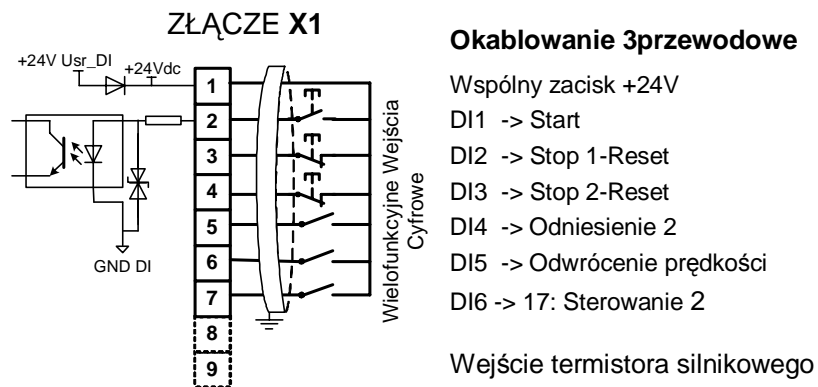 ZŁĄCZE X1
+24V Usr_DI
+24Vdc
GND DI
1
2
3
4
5
6
7
8
9
Wielofunkcyjne Wejścia
Cyfrowe
Okablowanie 3przewodowe
Wspólny zacisk +24V
DI1 -> Start
DI2 -> Stop 1-Reset
DI3 -> Stop 2-Reset
DI4 -> Odniesienie 2
DI5 -> Odwrócenie prędkości
DI6 -> 17: Sterowanie 2
Wejście termistora silnikowego